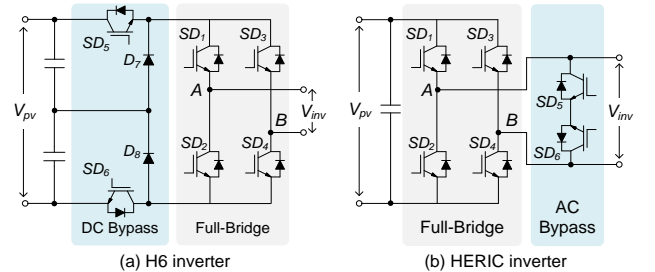 SD5
D7
SD1
SD3
Vpv
A
B
Vinv
D8
SD2
SD4
SD6
DC Bypass
Full-Bridge
(a) H6 inverter
SD1
SD3
Vpv
A
B
SD5
SD6
Vinv
SD2
SD4
Full-Bridge
AC
Bypass
(b) HERIC inverter